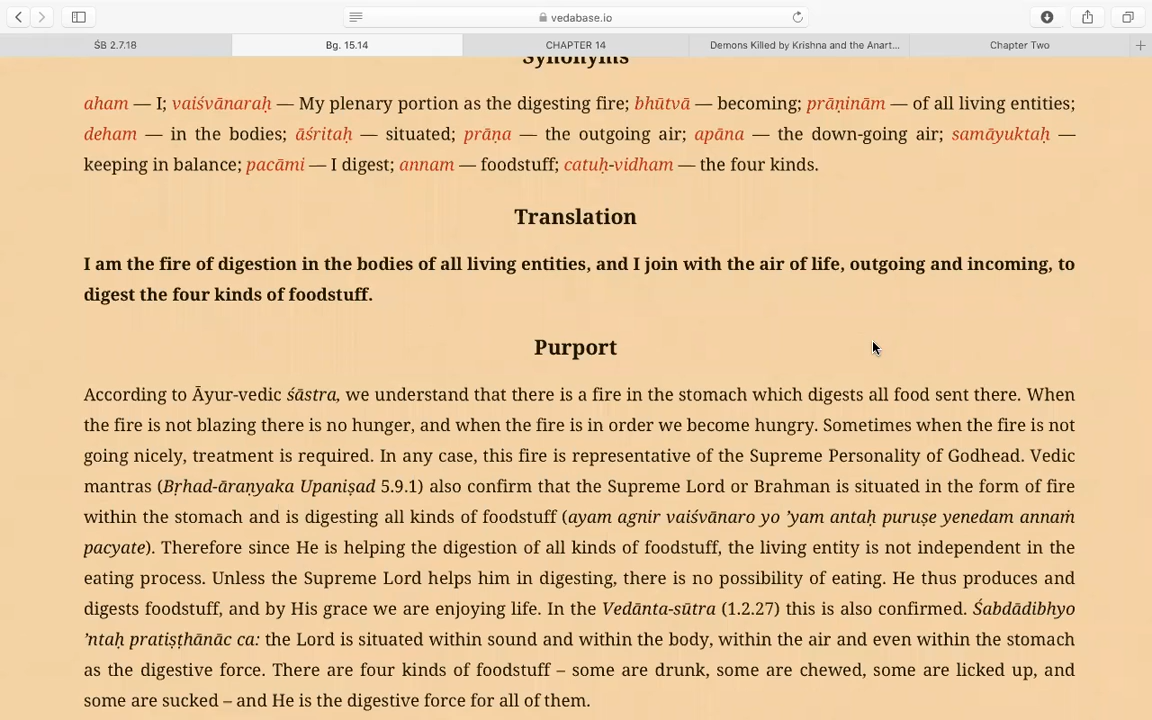 vedabase.io
ŚB 2.7.18
Bg. 15.14
CHAPTER 14
Demons Killed by Krishna and the Anart...
Chapter Two
Synonyms
aham — I; vaiśvānaraḥ — My plenary portion as the digesting fire; bhūtvā — becoming; prāṇinām — of all living entities;
deham — in the bodies; āśritaḥ — situated; prāṇa — the outgoing air; apāna — the down-going air; samāyuktaḥ —
keeping in balance; pacāmi — I digest; annam — foodstuff; catuḥ-vidham — the four kinds.
Translation
I am the fire of digestion in the bodies of all living entities, and I join with the air of life, outgoing and incoming, to
digest the four kinds of foodstuff.
Purport
According to Āyur-vedic śāstra, we understand that there is a fire in the stomach which digests all food sent there. When
the fire is not blazing there is no hunger, and when the fire is in order we become hungry. Sometimes when the fire is not
going nicely, treatment is required. In any case, this fire is representative of the Supreme Personality of Godhead. Vedic
mantras (Bṛhad-āraṇyaka Upaniṣad 5.9.1) also confirm that the Supreme Lord or Brahman is situated in the form of fire
within the stomach and is digesting all kinds of foodstuff (ayam agnir vaiśvānaro yo ’yam antaḥ puruṣe yenedam annaṁ
pacyate). Therefore since He is helping the digestion of all kinds of foodstuff, the living entity is not independent in the
eating process. Unless the Supreme Lord helps him in digesting, there is no possibility of eating. He thus produces and
digests foodstuff, and by His grace we are enjoying life. In the Vedānta-sūtra (1.2.27) this is also confirmed. Śabdādibhyo
’ntaḥ pratiṣṭhānāc ca: the Lord is situated within sound and within the body, within the air and even within the stomach
as the digestive force. There are four kinds of foodstuff – some are drunk, some are chewed, some are licked up, and
some are sucked – and He is the digestive force for all of them.